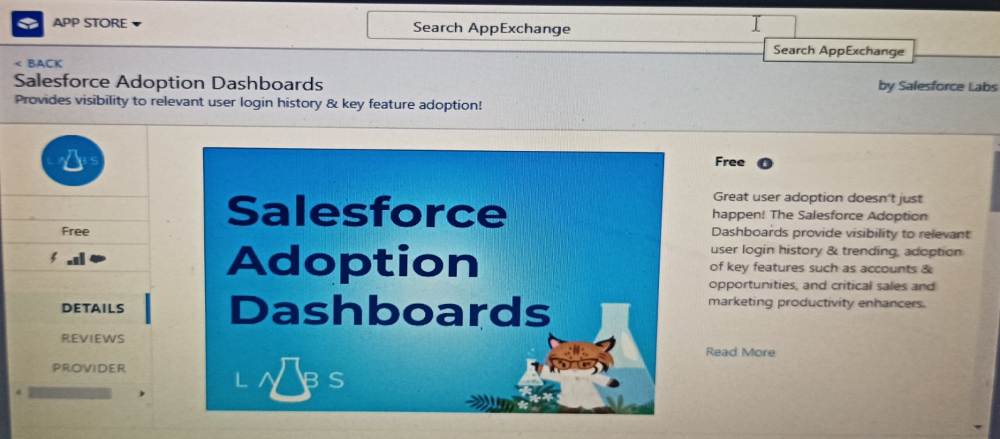 APP STORE
Search AppExchange
Search AppExchange
< BACK
Salesforce Adoption Dashboards
by Salesforce Labs
Provides visibility to relevant user login history & key feature adoption!
LABS
Free
DETAILS
REVIEWS
PROVIDER
Salesforce
Adoption
Dashboards
LABS
Free
Great user adoption doesn't just
happen! The Salesforce Adoption
Dashboards provide visibility to relevant
user login history & trending, adoption
of key features such as accounts &
opportunities, and critical sales and
marketing productivity enhancers.
Read More